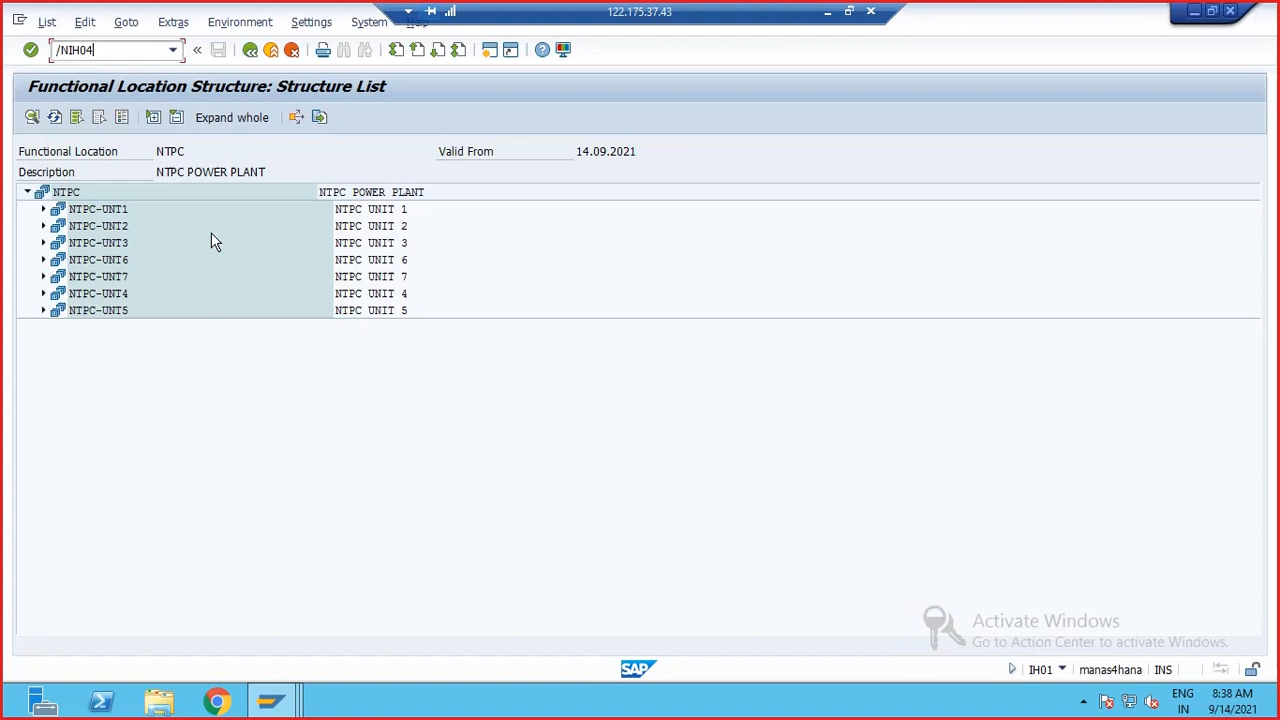 List Edit Goto Extras Environment Settings System Help
122.175.37.43
/NIH04
Functional Location Structure: Structure List
Expand whole
Functional Location NTPC Valid From 14.09.2021
Description NTPC POWER PLANT
NTPC NTPC POWER PLANT
NTPC-UNT1 NTPC UNIT 1
NTPC-UNT2 NTPC UNIT 2
NTPC-UNT3 NTPC UNIT 3
NTPC-UNT6 NTPC UNIT 6
NTPC-UNT7 NTPC UNIT 7
NTPC-UNT4 NTPC UNIT 4
NTPC-UNT5 NTPC UNIT 5
Activate Windows
Go to Action Center to activate Windows.
SAP
IH01 manas4hana INS
ENG 8:38 AM
IN 9/14/2021